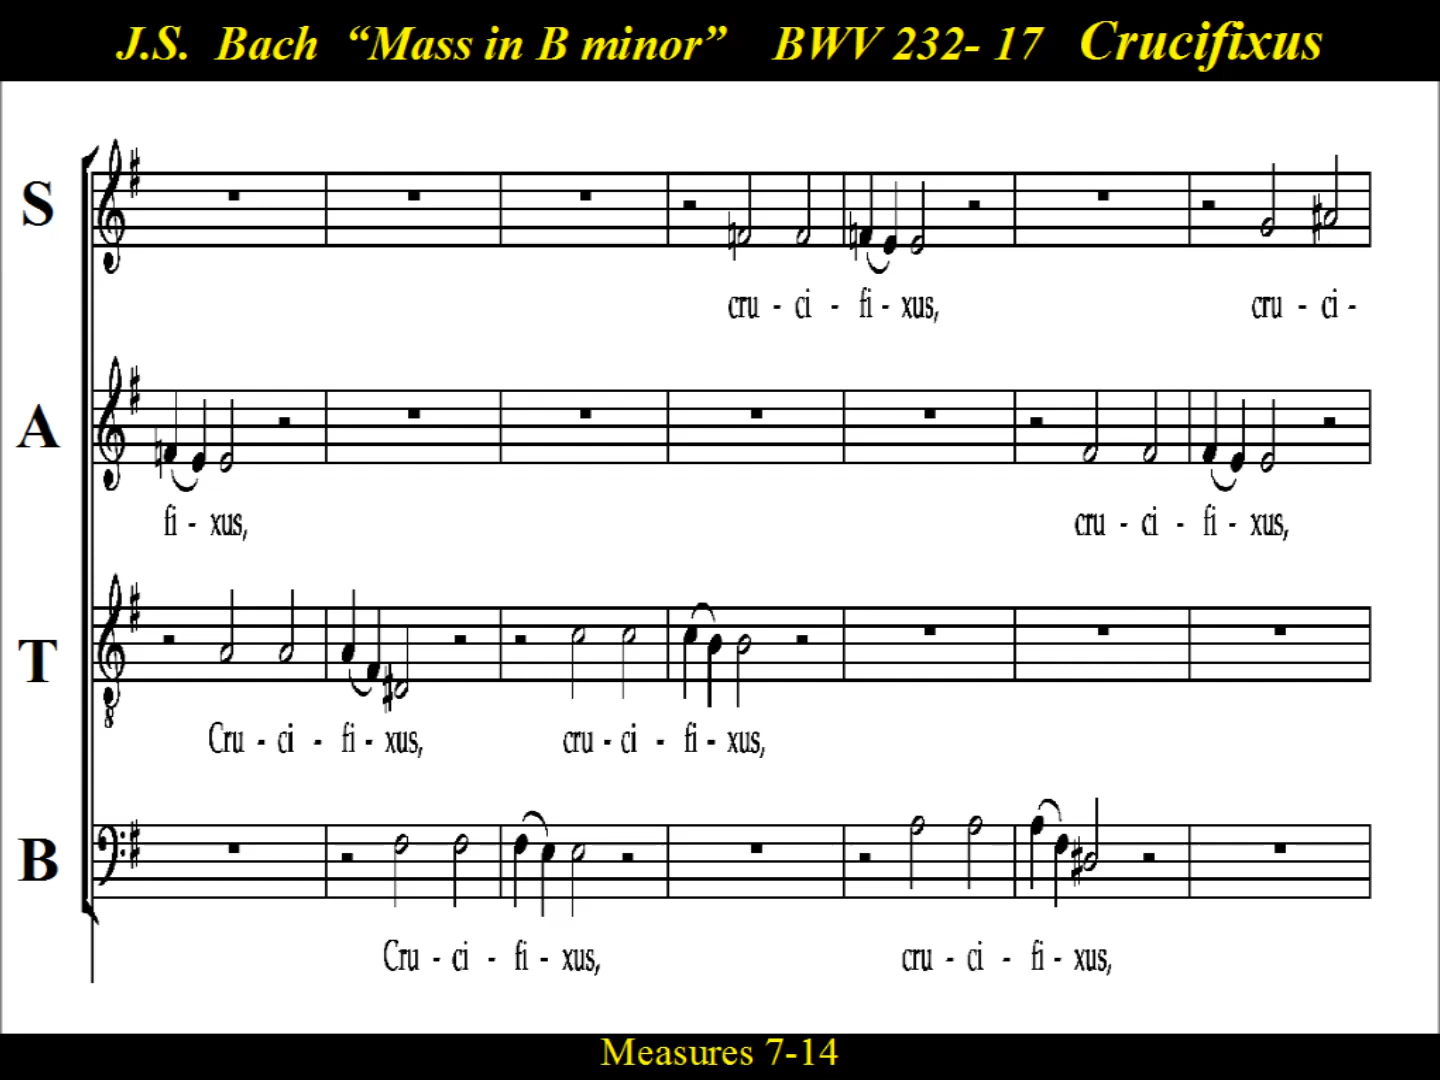 J.S. Bach “Mass in B minor” BWV 232- 17 Crucifixus
S
cru - ci - fi - xus, cru - ci -
A
fi - xus, cru - ci - fi - xus,
T
8
Cru - ci - fi - xus, cru - ci - fi - xus,
B
Cru - ci - fi - xus, cru - ci - fi - xus,
Measures 7-14